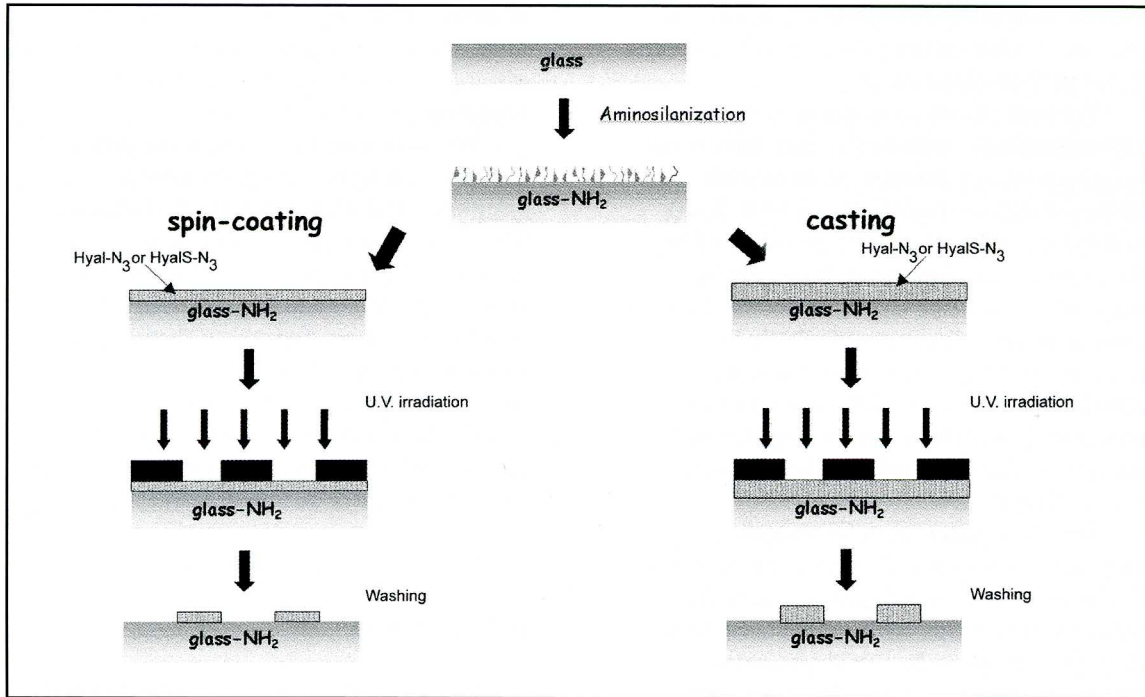 glass
Aminosilanization
glass-NH₂
spin-coating
casting
Hyal-N₃ or HyalS-N₃
Hyal-N₃ or HyalS-N₃
glass-NH₂
glass-NH₂
U.V. irradiation
U.V. irradiation
glass-NH₂
glass-NH₂
Washing
Washing
glass-NH₂
glass-NH₂